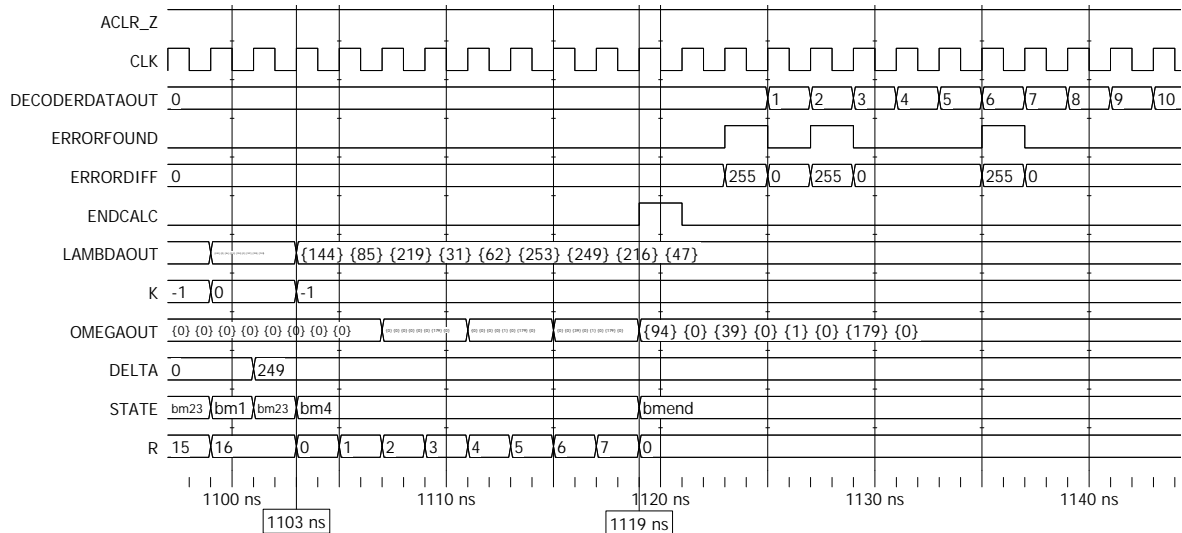 ACLR_Z
CLK
DECODERDATAOUT 0 1 2 3 4 5 6 7 8 9 10
ERRORFOUND
ERRORDIFF 0 255 0 255 0 255 0
ENDCALC
LAMBDAOUT {144} {85} {219} {31} {62} {253} {249} {216} {47}
K -1 0 -1
OMEGAOUT {0} {0} {0} {0} {0} {0} {0} {0} {94} {0} {39} {0} {1} {0} {179} {0}
DELTA 0 249
STATE bm23 bm1 bm23 bm4 bmend
R 15 16 0 1 2 3 4 5 6 7 0
1100 ns 1110 ns 1120 ns 1130 ns 1140 ns
1103 ns 1119 ns